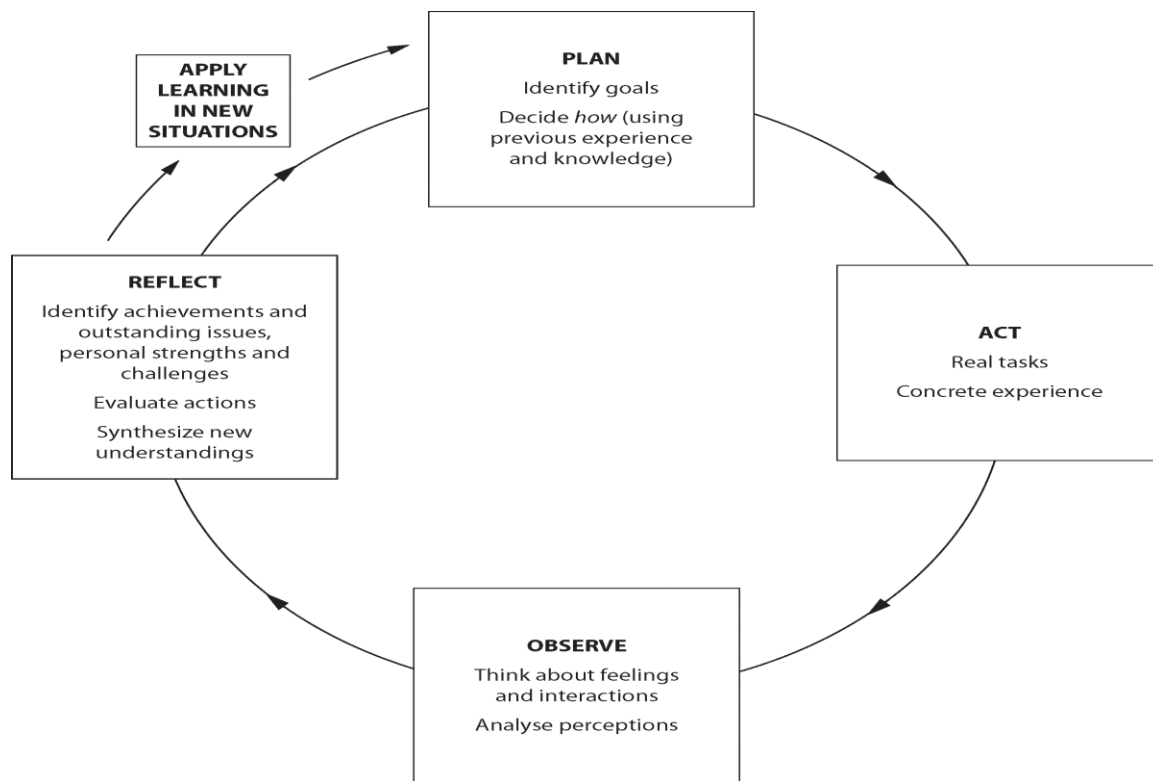 APPLY
LEARNING
IN NEW
SITUATIONS
PLAN
Identify goals
Decide how (using
previous experience
and knowledge)
ACT
Real tasks
Concrete experience
OBSERVE
Think about feelings
and interactions
Analyse perceptions
REFLECT
Identify achievements and
outstanding issues,
personal strengths and
challenges
Evaluate actions
Synthesize new
understandings